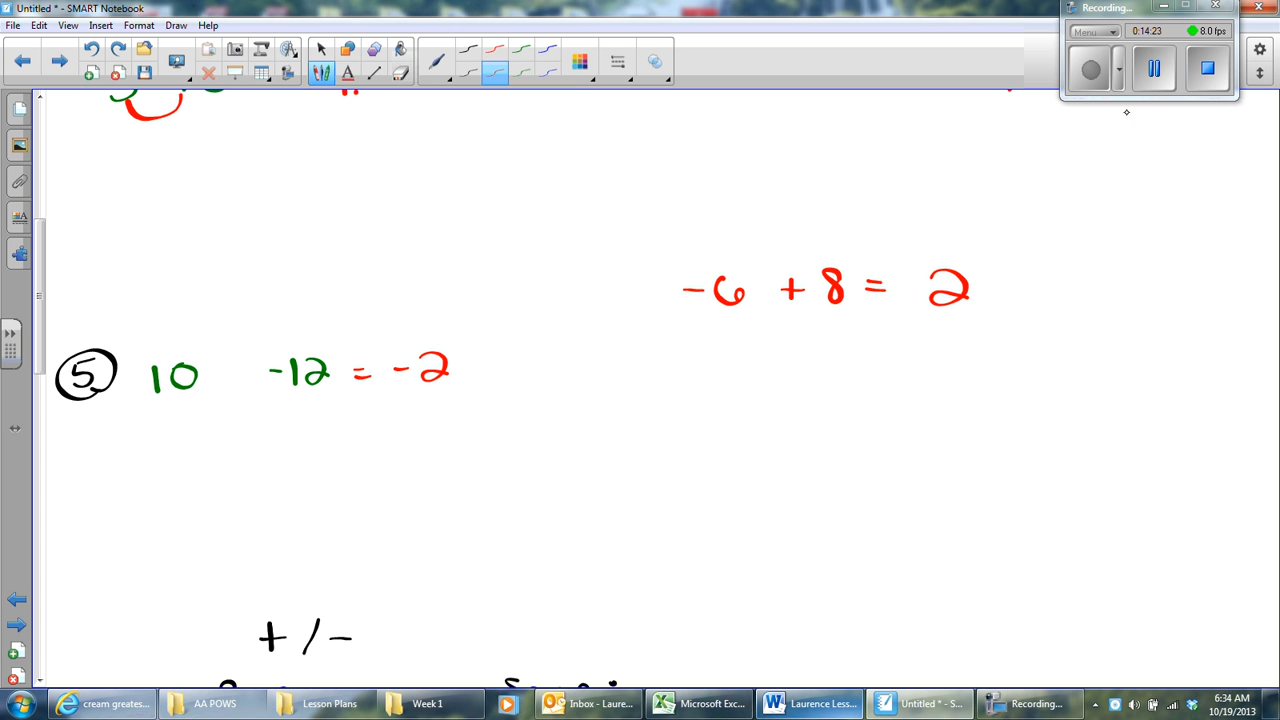 Untitled * - SMART Notebook
File Edit View Insert Format Draw Help
Recording...
Menu 0:14:23 8.0 fps
-6 + 8 = 2
5 10 -12 = -2
+ / -
cream greates... AA POWS Lesson Plans Week 1 Inbox - Laure... Microsoft Exc... Laurence Less... Untitled * - S... Recording...
6:34 AM
10/19/2013